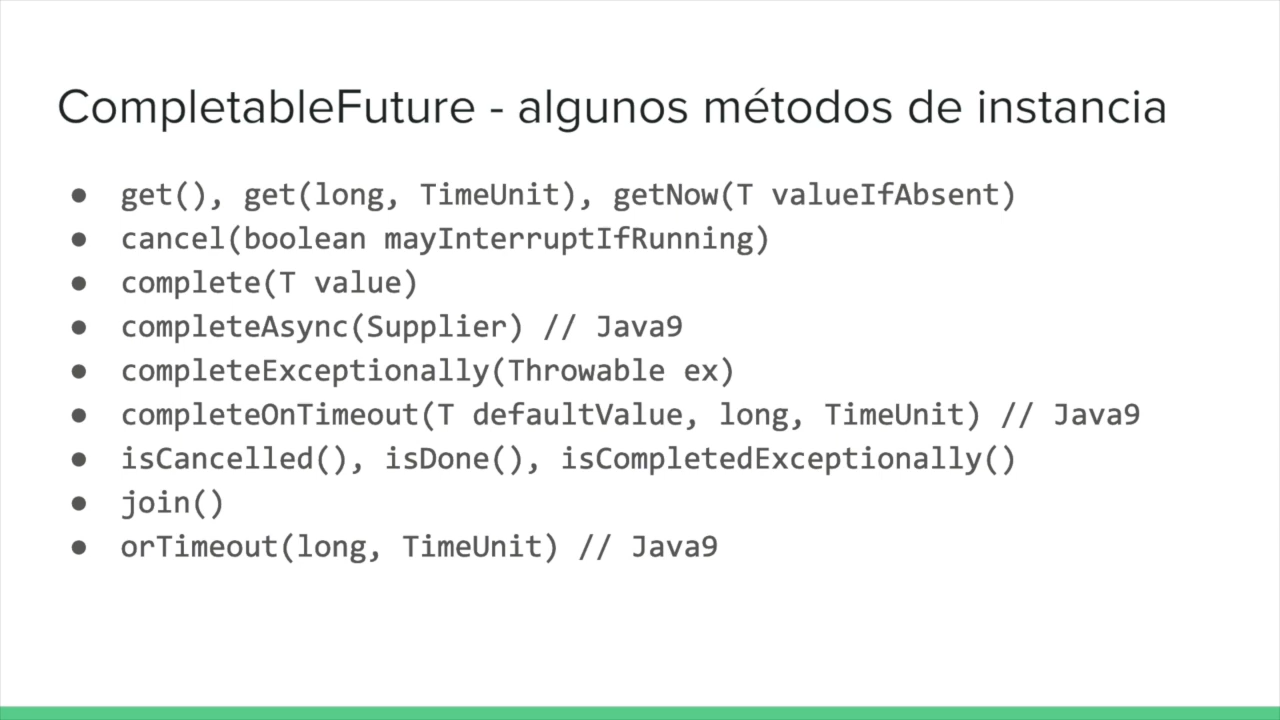 CompletableFuture - algunos métodos de instancia
● get(), get(long, TimeUnit), getNow(T valueIfAbsent)
● cancel(boolean mayInterruptIfRunning)
● complete(T value)
● completeAsync(Supplier) // Java9
● completeExceptionally(Throwable ex)
● completeOnTimeout(T defaultValue, long, TimeUnit) // Java9
● isCancelled(), isDone(), isCompletedExceptionally()
● join()
● orTimeout(long, TimeUnit) // Java9